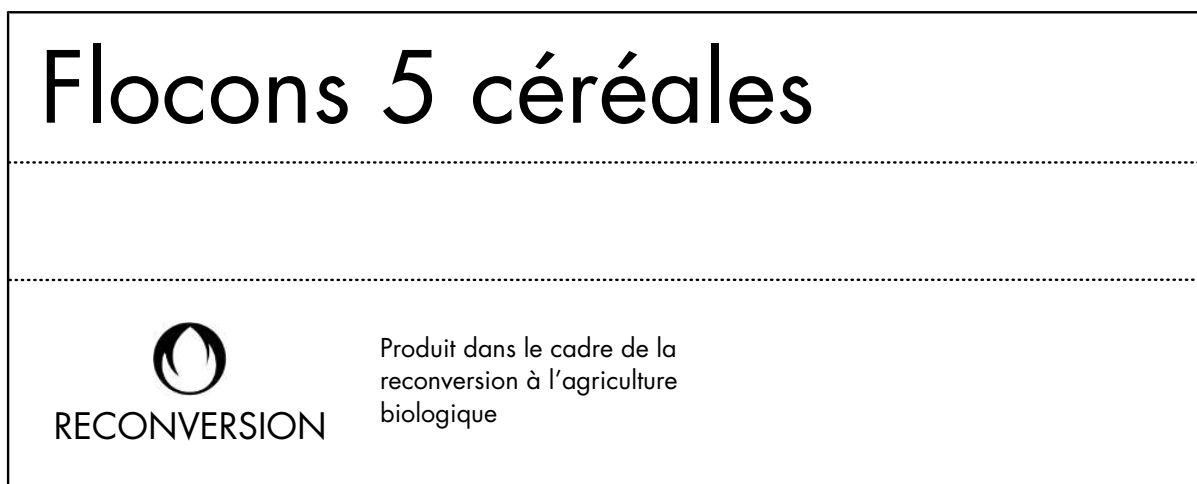 Flocons 5 céréales
RECONVERSION
Produit dans le cadre de la
reconversion à l’agriculture
biologique